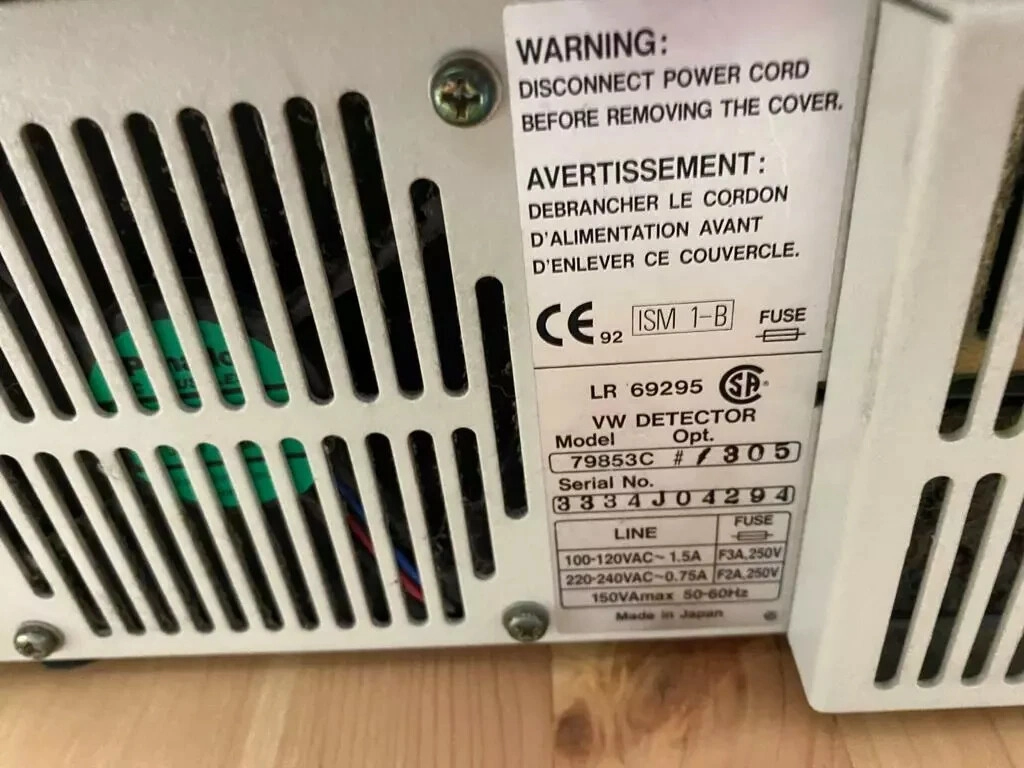 WARNING:
DISCONNECT POWER CORD
BEFORE REMOVING THE COVER.
AVERTISSEMENT:
DEBRANCHER LE CORDON
D'ALIMENTATION AVANT
D'ENLEVER CE COUVERCLE.
CE 92 ISM 1-B FUSE
LR 69295 SA
VW DETECTOR
Model Opt.
79853C #/305
Serial No.
3334J04294
LINE FUSE
100-120VAC~ 1.5A F3A,250V
220-240VAC~0.75A F2A,250V
150VAmax 50-60Hz
Made in Japan